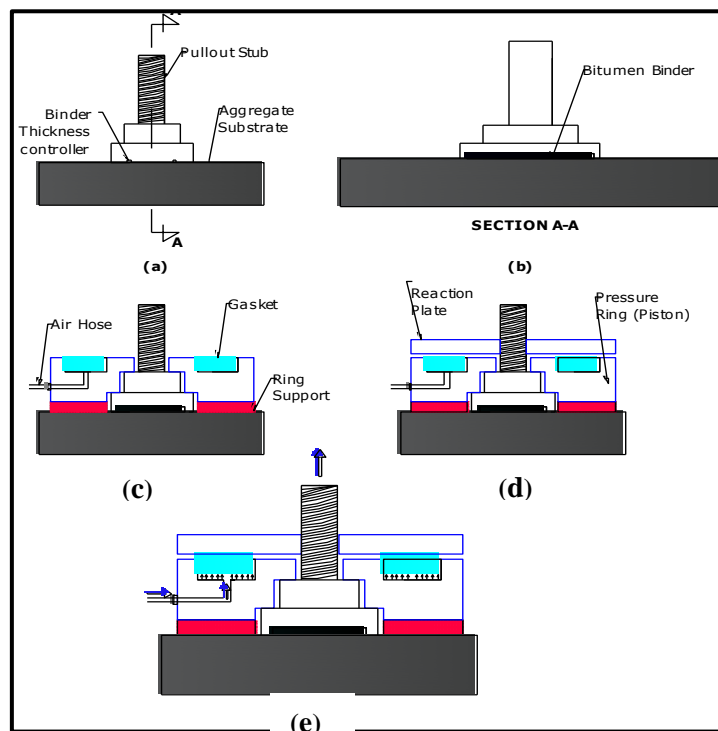 A
Pullout Stub
Binder
Thickness
controller
Aggregate
Substrate
A
(a)
Bitumen Binder
SECTION A-A
(b)
Air Hose
Gasket
Ring
Support
(c)
Reaction
Plate
Pressure
Ring (Piston)
(d)
(e)